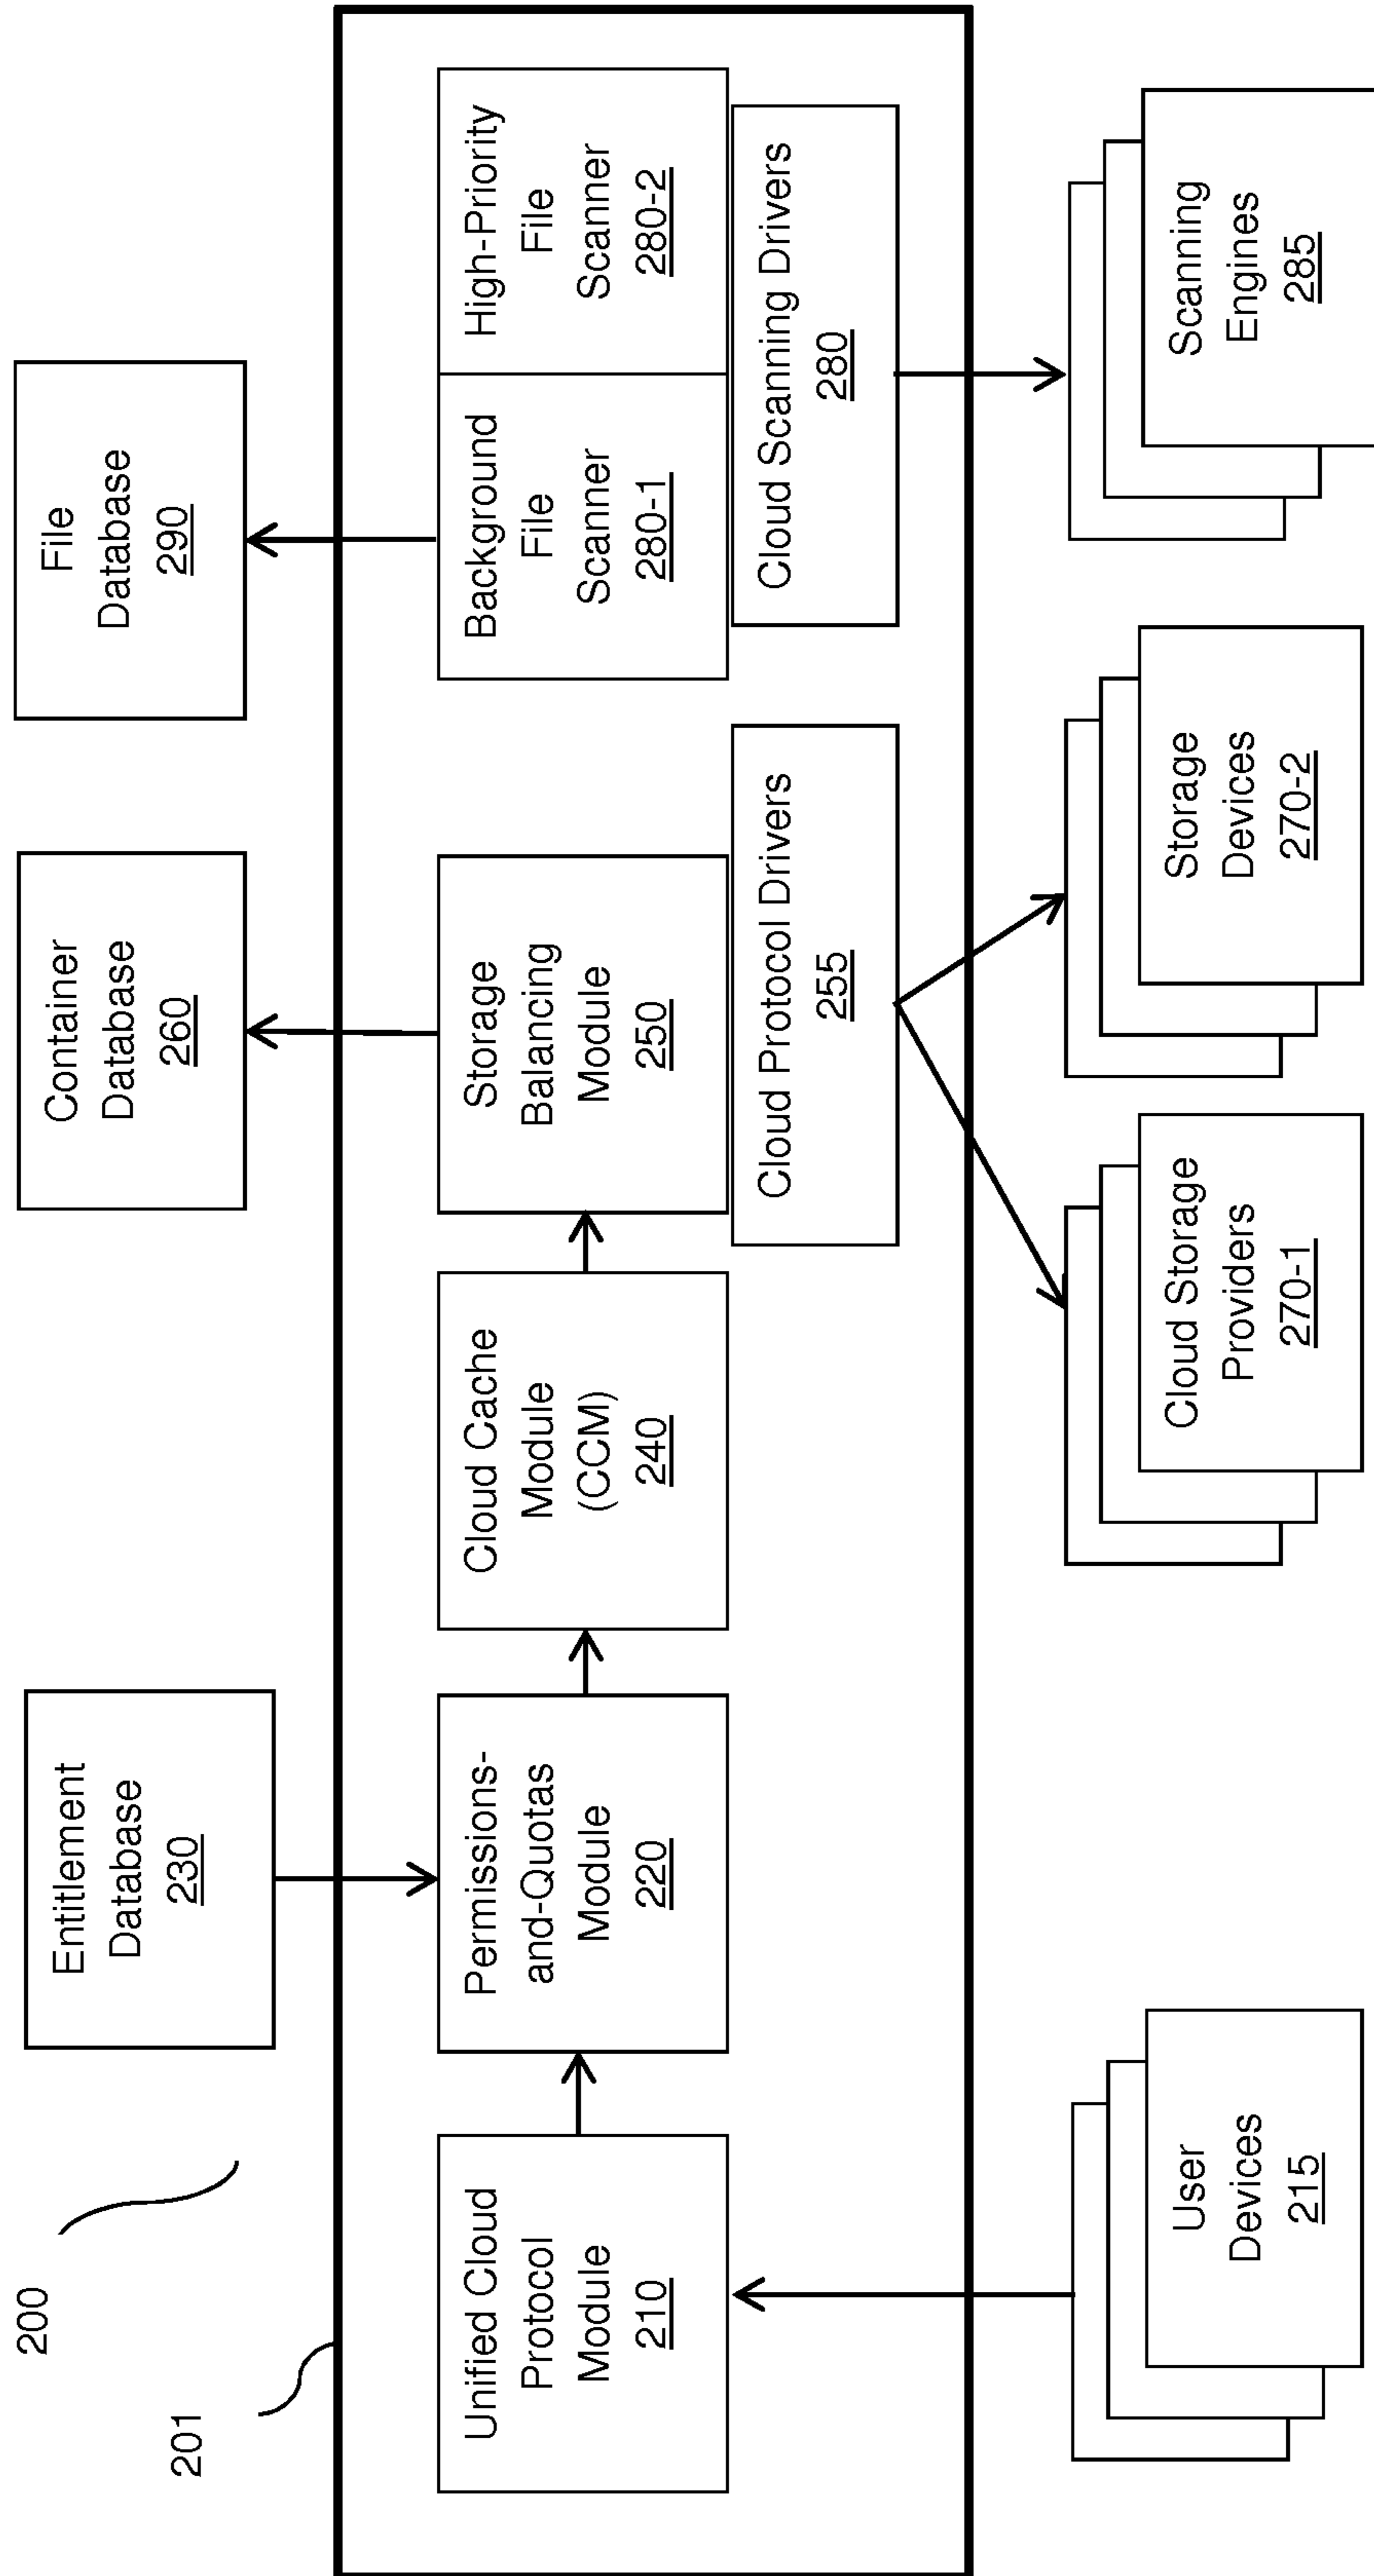 200
201
Entitlement
Database
230
Container
Database
260
File
Database
290
Unified Cloud
Protocol
Module
210
Permissions-
and-Quotas
Module
220
Cloud Cache
Module
(CCM)
240
Storage
Balancing
Module
250
Background
File
Scanner
280-1
High-Priority
File
Scanner
280-2
Cloud Protocol Drivers
255
Cloud Scanning Drivers
280
User
Devices
215
Cloud Storage
Providers
270-1
Storage
Devices
270-2
Scanning
Engines
285